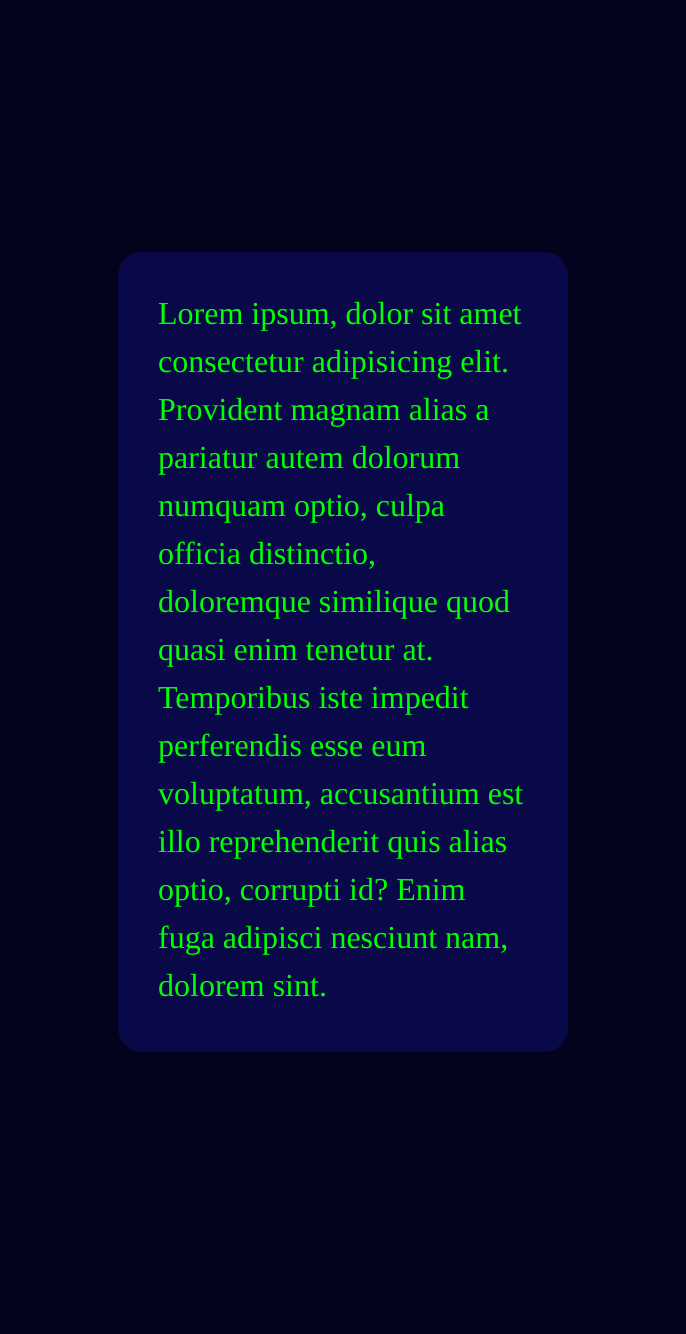 Lorem ipsum, dolor sit amet
consectetur adipisicing elit.
Provident magnam alias a
pariatur autem dolorum
numquam optio, culpa
officia distinctio,
doloremque similique quod
quasi enim tenetur at.
Temporibus iste impedit
perferendis esse eum
voluptatum, accusantium est
illo reprehenderit quis alias
optio, corrupti id? Enim
fuga adipisci nesciunt nam,
dolorem sint.